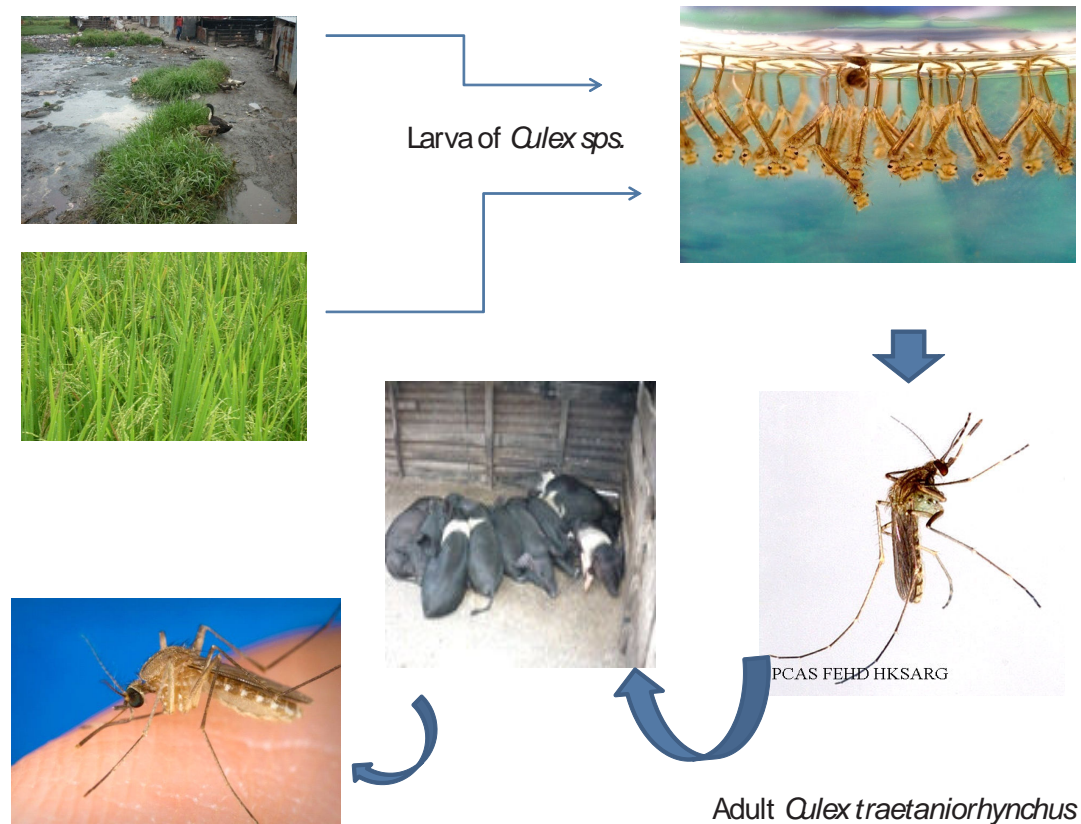 Larva of Culex sps.
PCAS FEHD HKSARG
Adult Culex traetaniorhynchus